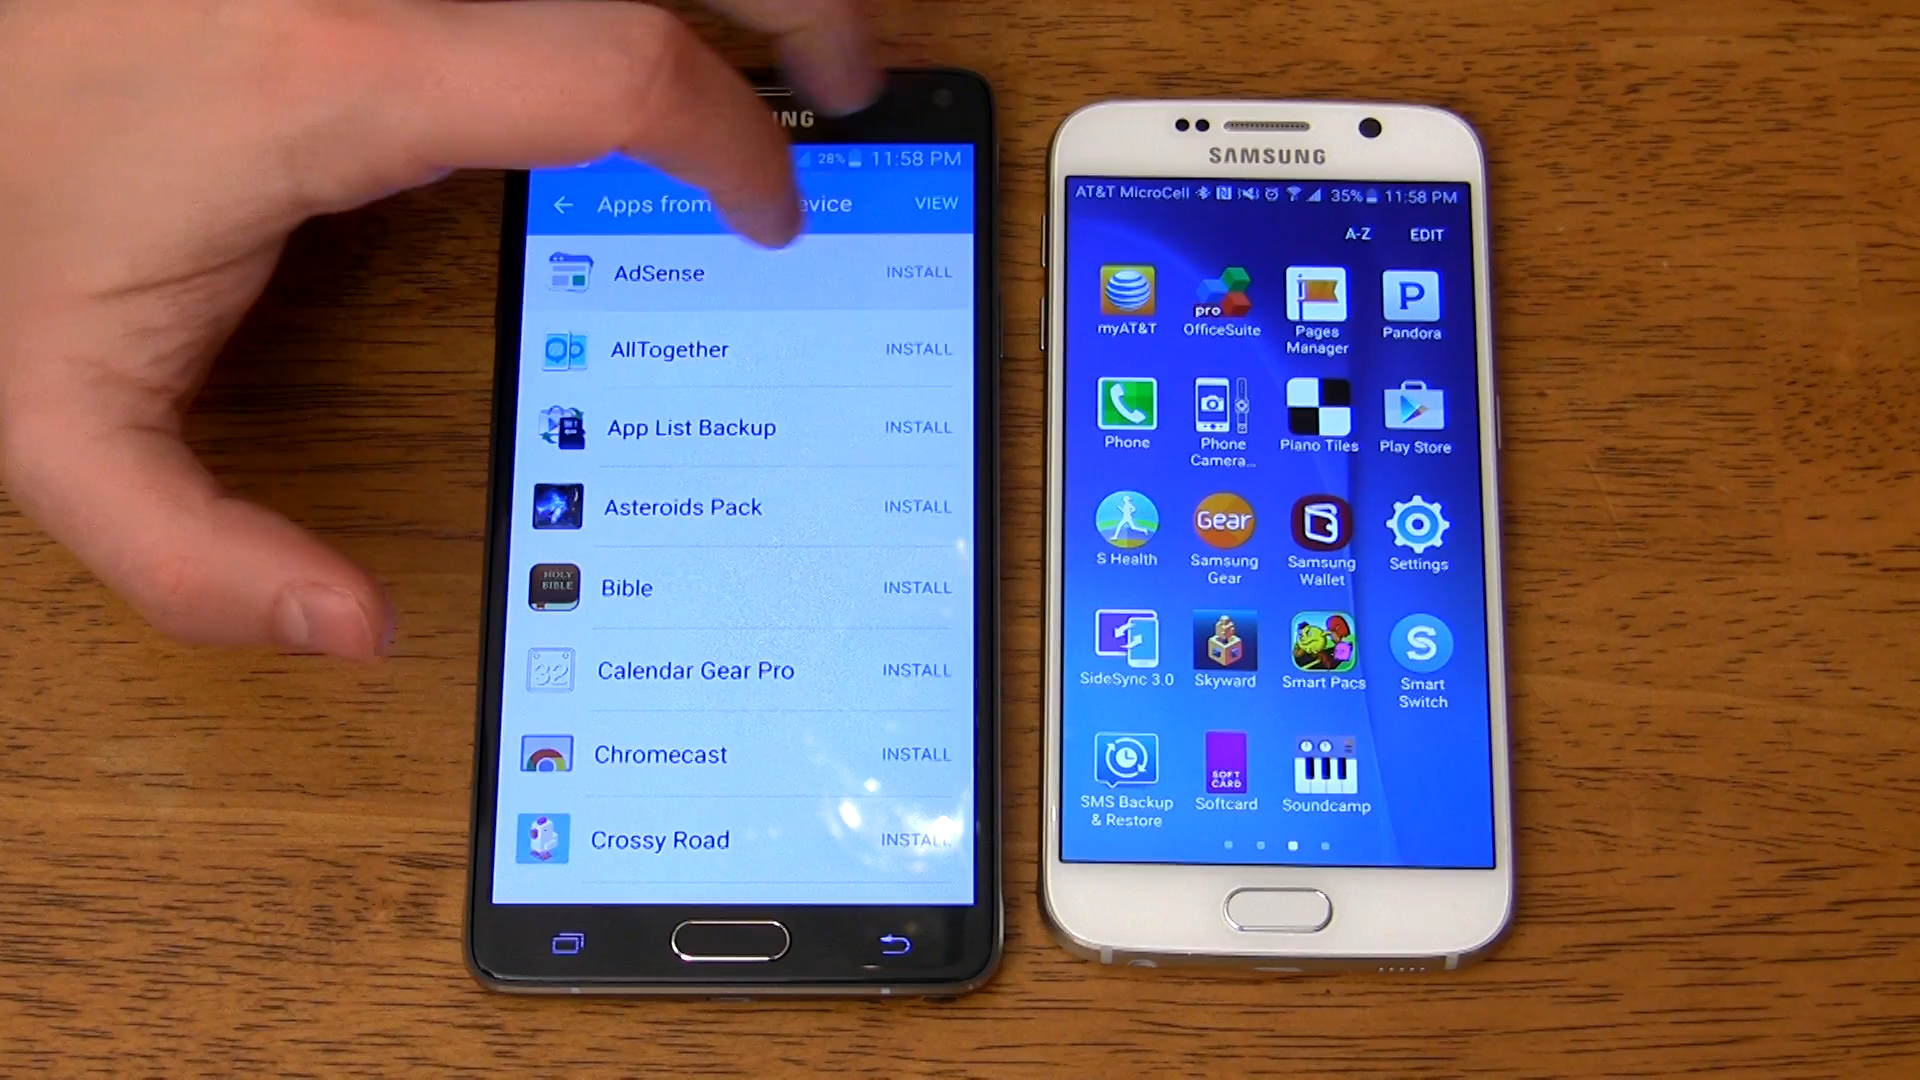 NG
28% 11:58 PM
Apps from evice VIEW
AdSense INSTALL
AllTogether INSTALL
App List Backup INSTALL
Asteroids Pack INSTALL
HOLY
BIBLE
Bible INSTALL
32
Calendar Gear Pro INSTALL
Chromecast INSTALL
Crossy Road INSTALL
SAMSUNG
AT&T MicroCell 35% 11:58 PM
A-Z EDIT
pro
P
myAT&T OfficeSuite Pages Manager Pandora
Phone Phone Camera... Piano Tiles Play Store
Gear
S Health Samsung Gear Samsung Wallet Settings
S
SideSync 3.0 Skyward Smart Pacs Smart Switch
SOFT
CARD
SMS Backup & Restore Softcard Soundcamp